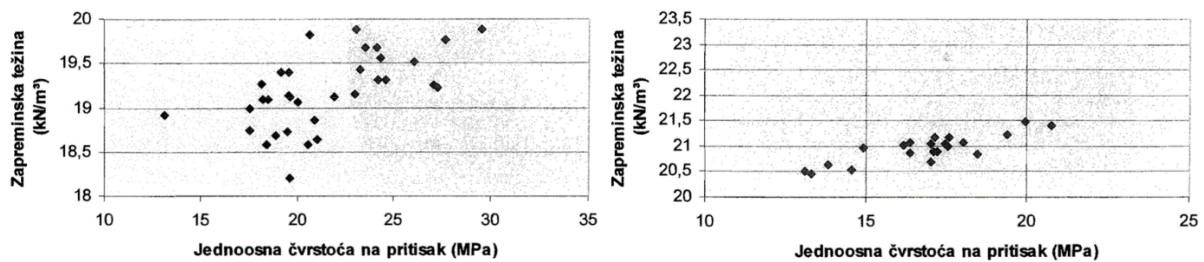 Zapreminska težina
(kN/m³)
20
19,5
19
18,5
18
10 15 20 25 30 35
Jednoosna čvrstoća na pritisak (MPa)
Zapreminska težina
(kN/m³)
23,5
23
22,5
22
21,5
21
20,5
20
10 15 20 25
Jednoosna čvrstoća na pritisak (MPa)